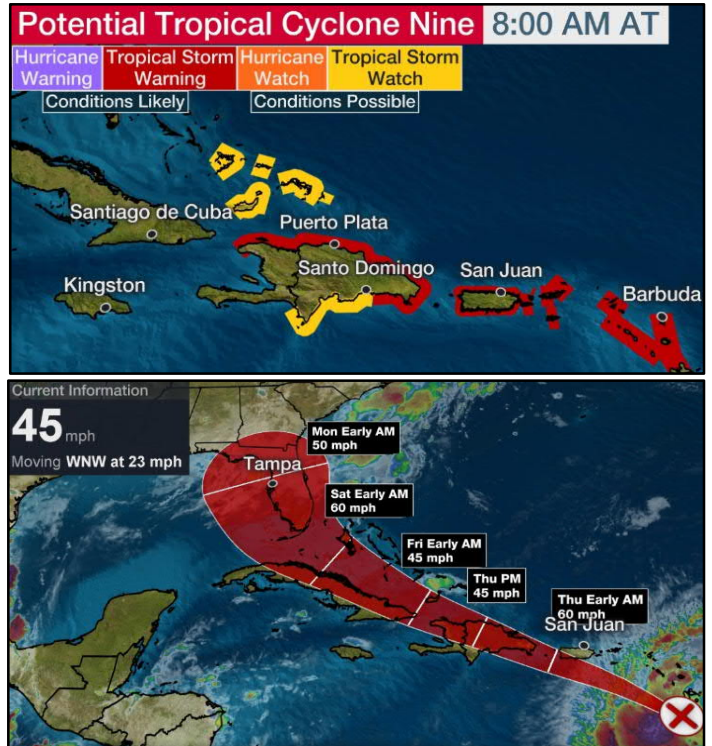 Potential Tropical Cyclone Nine 8:00 AM AT
Hurricane Warning
Tropical Storm Warning
Hurricane Watch
Tropical Storm Watch
Conditions Likely
Conditions Possible
Santiago de Cuba
Puerto Plata
Kingston
Santo Domingo
San Juan
Barbuda
Current Information
45 mph
Moving WNW at 23 mph
Mon Early AM
50 mph
Tampa
Sat Early AM
60 mph
Fri Early AM
45 mph
Thu PM
45 mph
Thu Early AM
60 mph
San Juan